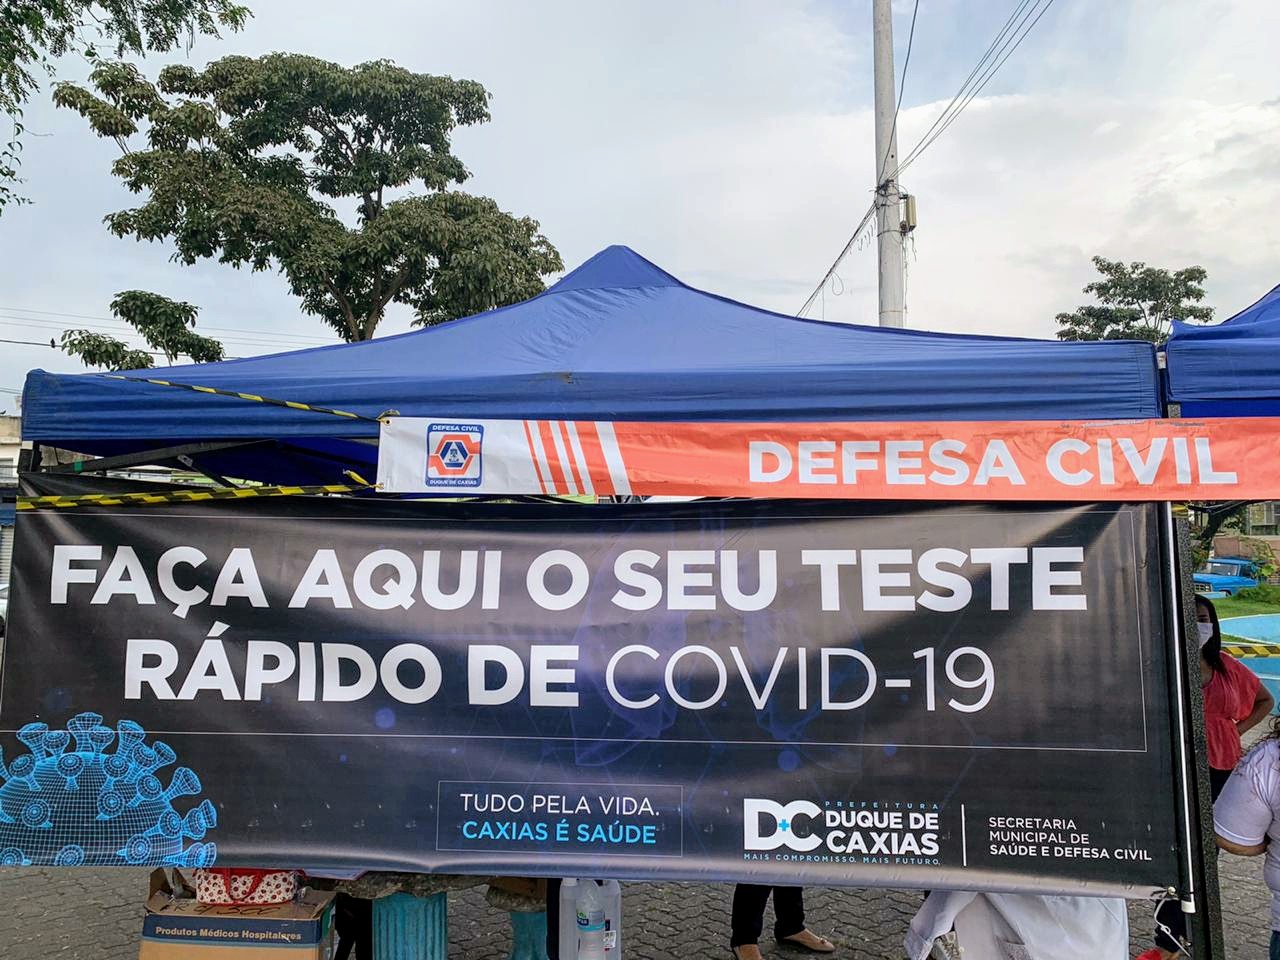 DEFESA CIVIL
DUQUE DE CAXIAS
DEFESA CIVIL
FAÇA AQUI O SEU TESTE
RÁPIDO DE COVID-19
TUDO PELA VIDA.
CAXIAS É SAÚDE
PREFEITURA
DC DUQUE DE
CAXIAS
MAIS COMPROMISSO. MAIS FUTURO.
SECRETARIA
MUNICIPAL DE
SAÚDE E DEFESA CIVIL
Produtos Médicos Hospitalares